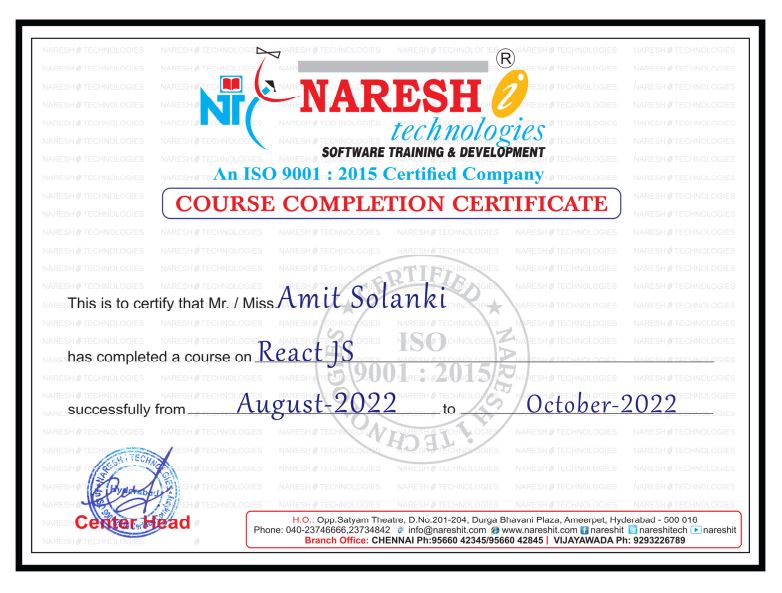 NT
NARESH i ®
technologies
SOFTWARE TRAINING & DEVELOPMENT
An ISO 9001 : 2015 Certified Company
COURSE COMPLETION CERTIFICATE
This is to certify that Mr. / Miss. Amit Solanki
has completed a course on React JS
successfully from August-2022 to October-2022
CERTIFIED
ISO
9001 : 2015
NARESH i TECHNOLOGIES
Hyderabad
Center Head
H.O.. Opp.Satyam Theatre, D.No.201-204, Durga Bhavani Plaza, Ameerpet, Hyderabad - 500 016
Phone: 040-23746666,23734842 info@nareshit.com www.nareshit.com nareshit nareshitech nareshit
Branch Office: CHENNAI Ph:95660 42345/95660 42845 | VIJAYAWADA Ph: 9293226789